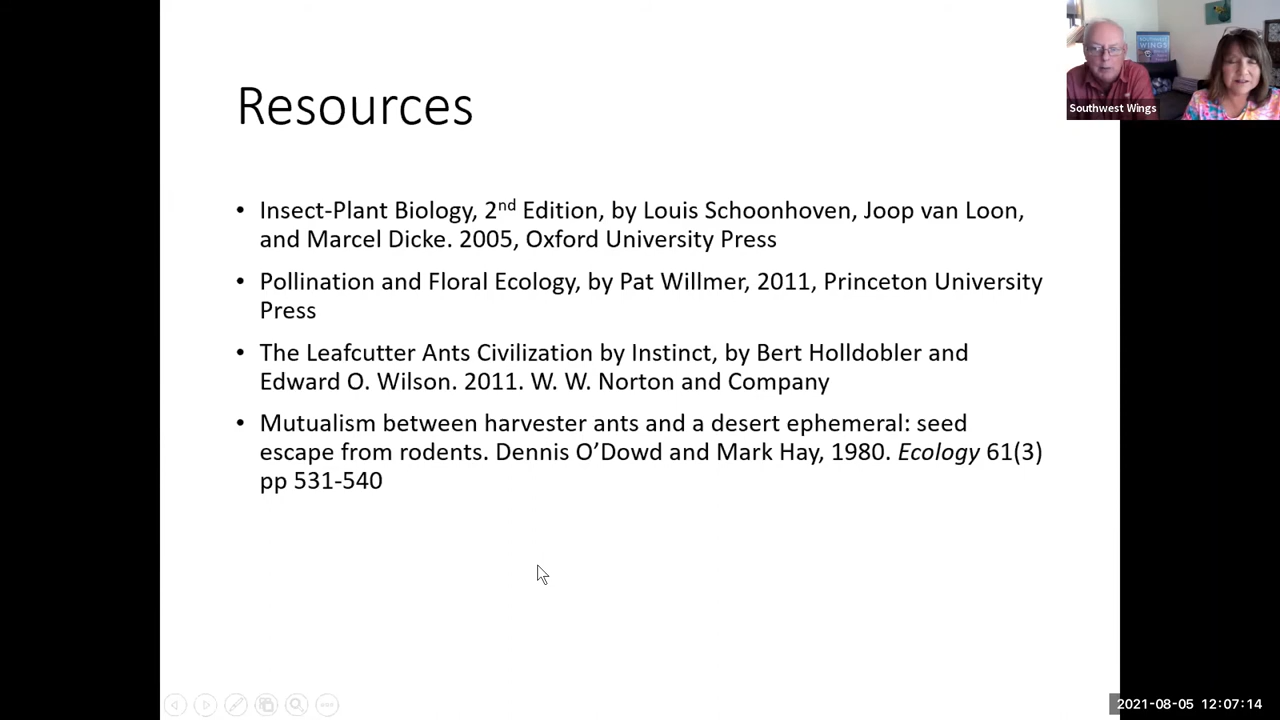 Resources
• Insect-Plant Biology, 2nd Edition, by Louis Schoonhoven, Joop van Loon,
and Marcel Dicke. 2005, Oxford University Press
• Pollination and Floral Ecology, by Pat Willmer, 2011, Princeton University
Press
• The Leafcutter Ants Civilization by Instinct, by Bert Holldobler and
Edward O. Wilson. 2011. W. W. Norton and Company
• Mutualism between harvester ants and a desert ephemeral: seed
escape from rodents. Dennis O’Dowd and Mark Hay, 1980. Ecology 61(3)
pp 531-540
WINGS
Southwest Wings
2021-08-05 12:07:14